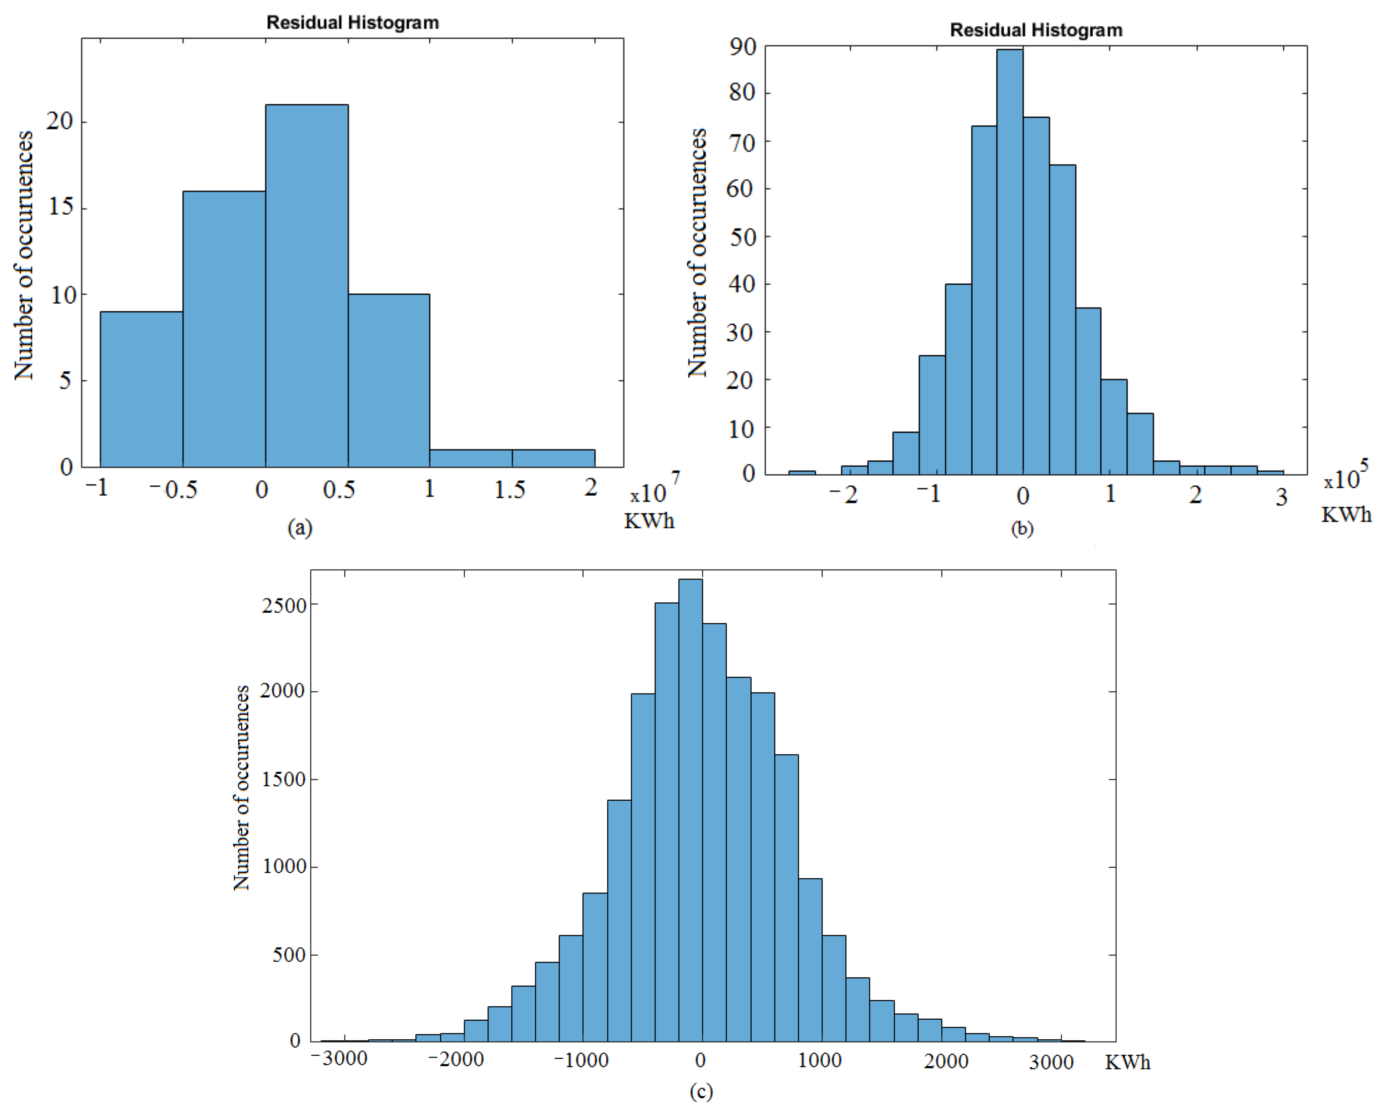 Residual Histogram
Number of occuruences
20
15
10
5
0
−1 −0.5 0 0.5 1 1.5 2 x10 7
KWh
(a)
Residual Histogram
Number of occuruences
90
80
70
60
50
40
30
20
10
0
−2 −1 0 1 2 3 x10 5
KWh
(b)
Number of occuruences
2500
2000
1500
1000
500
0
−3000 −2000 −1000 0 1000 2000 3000 KWh
(c)